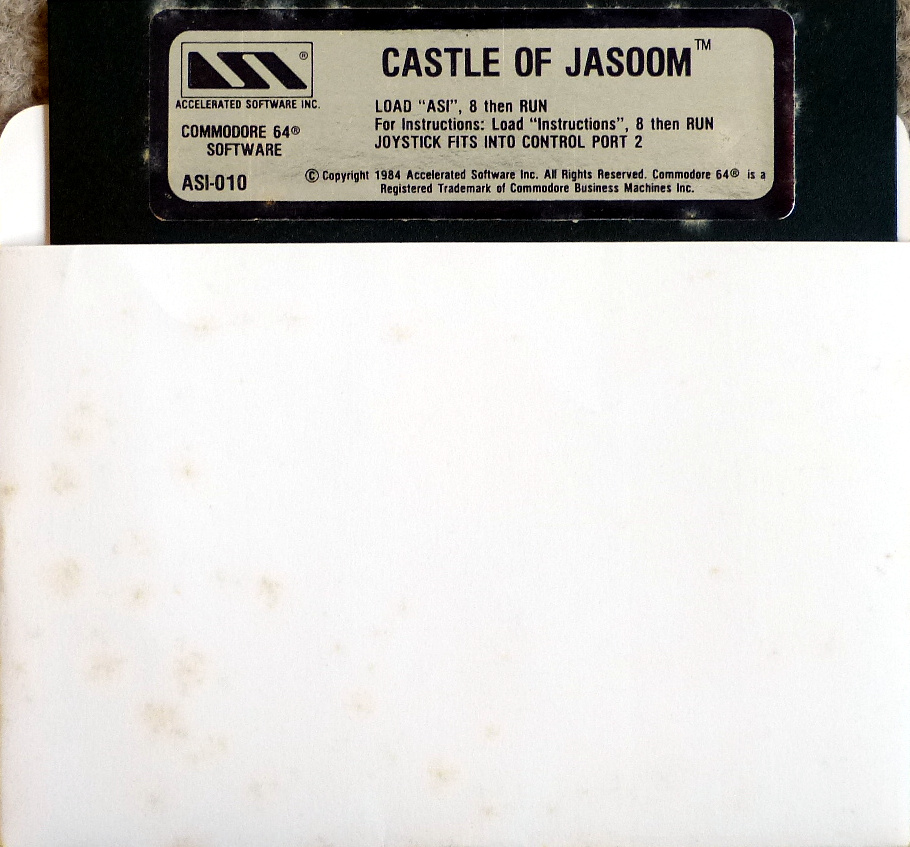 CASTLE OF JASOOM™
®
ACCELERATED SOFTWARE INC.
COMMODORE 64®
SOFTWARE
ASI-010
LOAD "ASI", 8 then RUN
For Instructions: Load "Instructions", 8 then RUN
JOYSTICK FITS INTO CONTROL PORT 2
© Copyright 1984 Accelerated Software Inc. All Rights Reserved. Commodore 64® is a
Registered Trademark of Commodore Business Machines Inc.